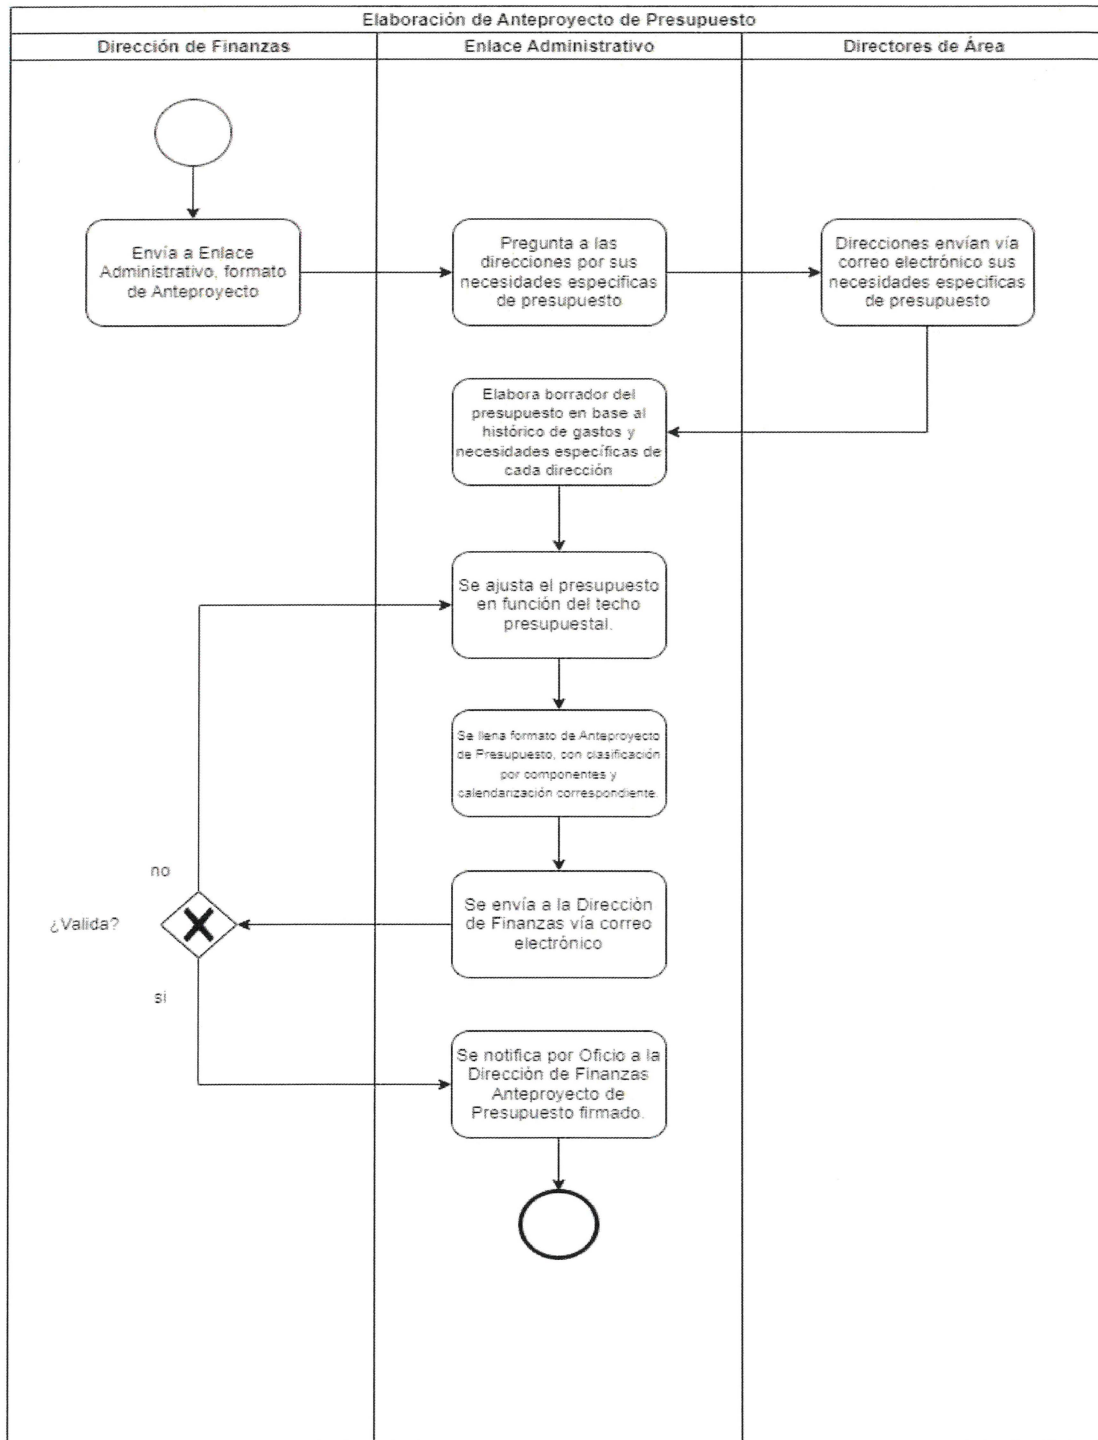 Elaboración de Anteproyecto de Presupuesto
Dirección de Finanzas
Enlace Administrativo
Directores de Área
Envía a Enlace
Administrativo, formato
de Anteproyecto
Pregunta a las
direcciones por sus
necesidades especificas
de presupuesto
Direcciones envían vía
correo electrónico sus
necesidades especificas
de presupuesto
Elabora borrador del
presupuesto en base al
histórico de gastos y
necesidades específicas de
cada dirección
Se ajusta el presupuesto
en función del techo
presupuestal.
Se llena formato de Anteproyecto
de Presupuesto, con clasificación
por componentes y
calendarización correspondiente.
no
¿Valida?
si
Se envía a la Dirección
de Finanzas vía correo
electrónico
Se notifica por Oficio a la
Dirección de Finanzas
Anteproyecto de
Presupuesto firmado.